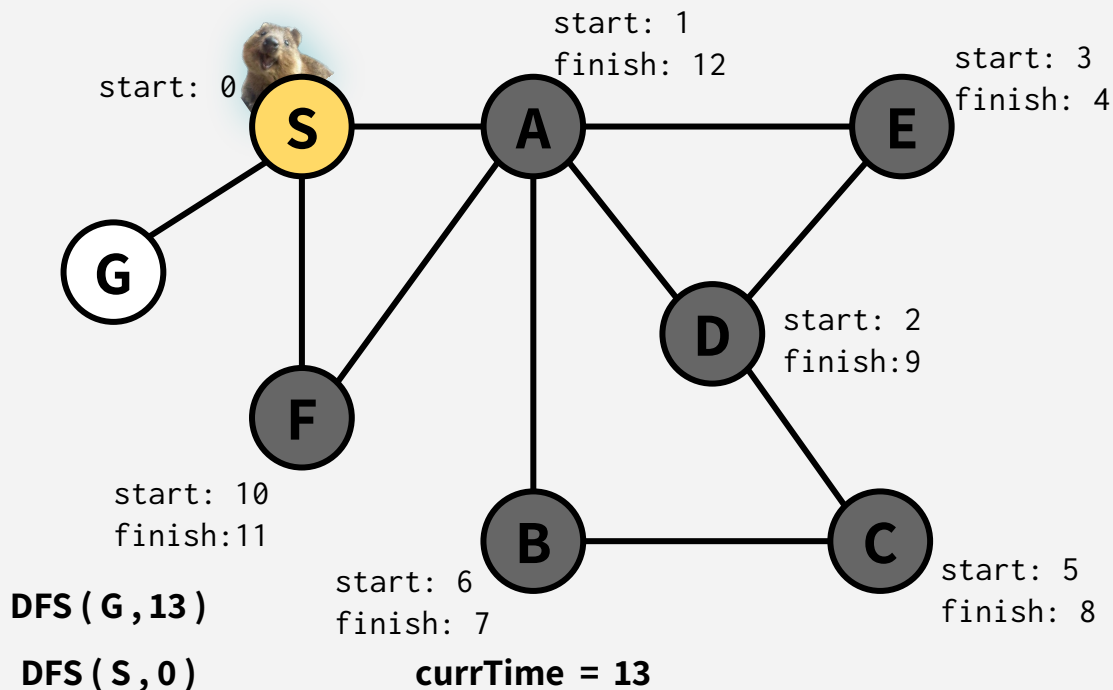 start: 1
finish: 12
start: 3
finish: 4
start: 0
S
A
E
G
D
start: 2
finish:9
F
start: 10
finish:11
B
C
start: 5
finish: 8
start: 6
finish: 7
DFS ( G , 13 )
DFS ( S , 0 )
currTime = 13